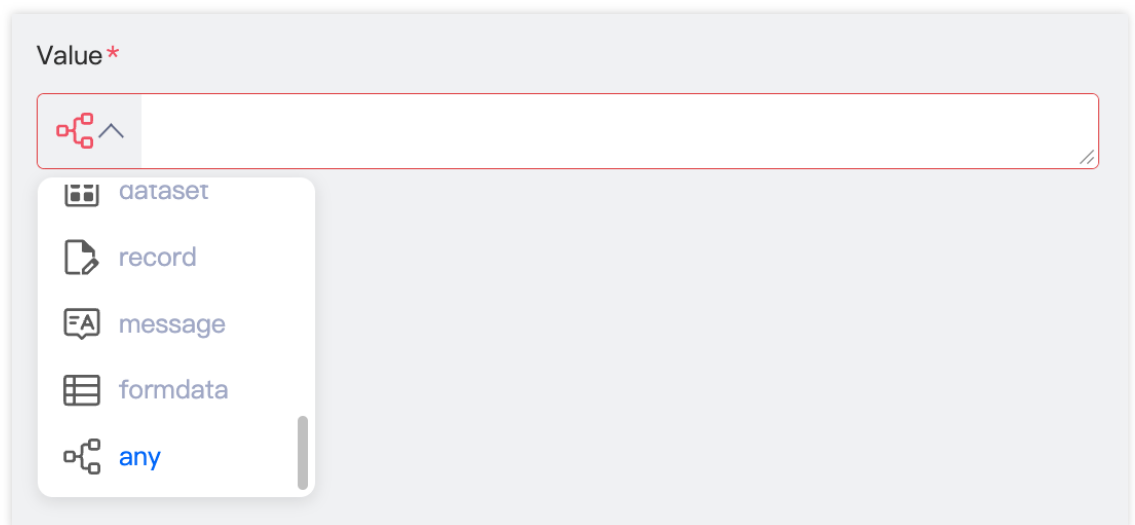 Value*
dataset
record
message
formdata
any